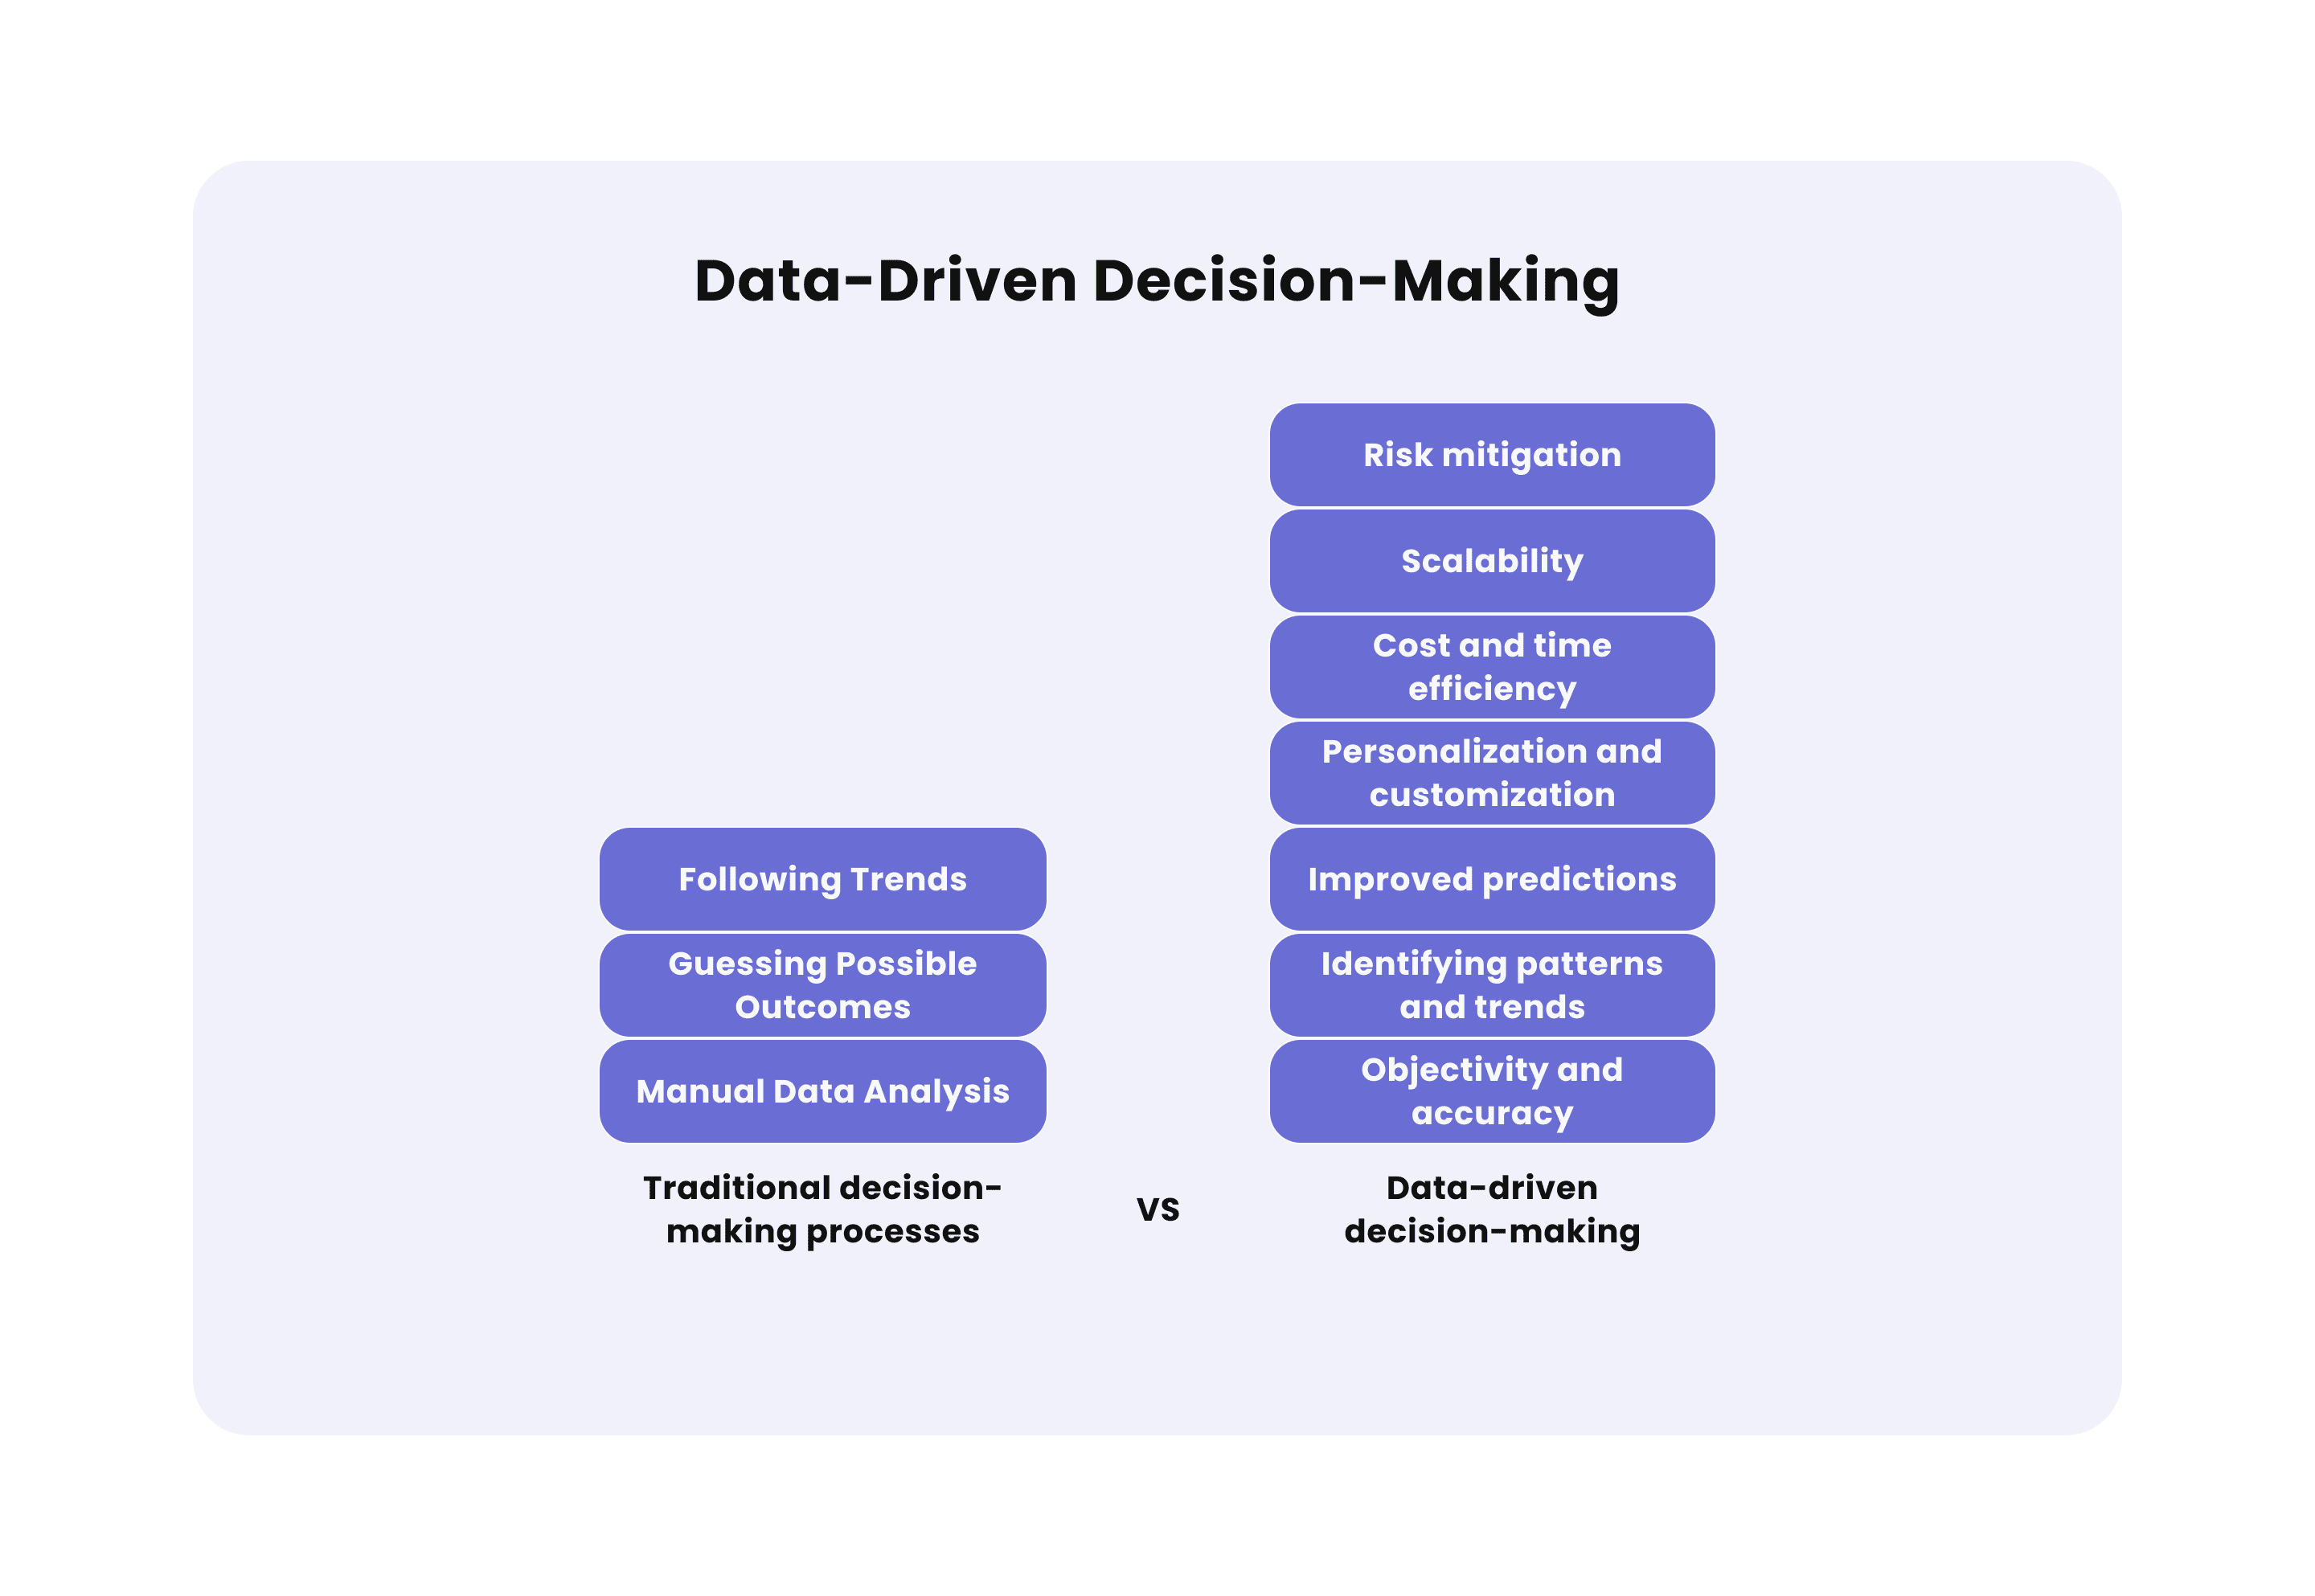 Data-Driven Decision-Making
Following Trends
Guessing Possible
Outcomes
Manual Data Analysis
Traditional decision-
making processes
vs
Risk mitigation
Scalability
Cost and time
efficiency
Personalization and
customization
Improved predictions
Identifying patterns
and trends
Objectivity and
accuracy
Data-driven
decision-making